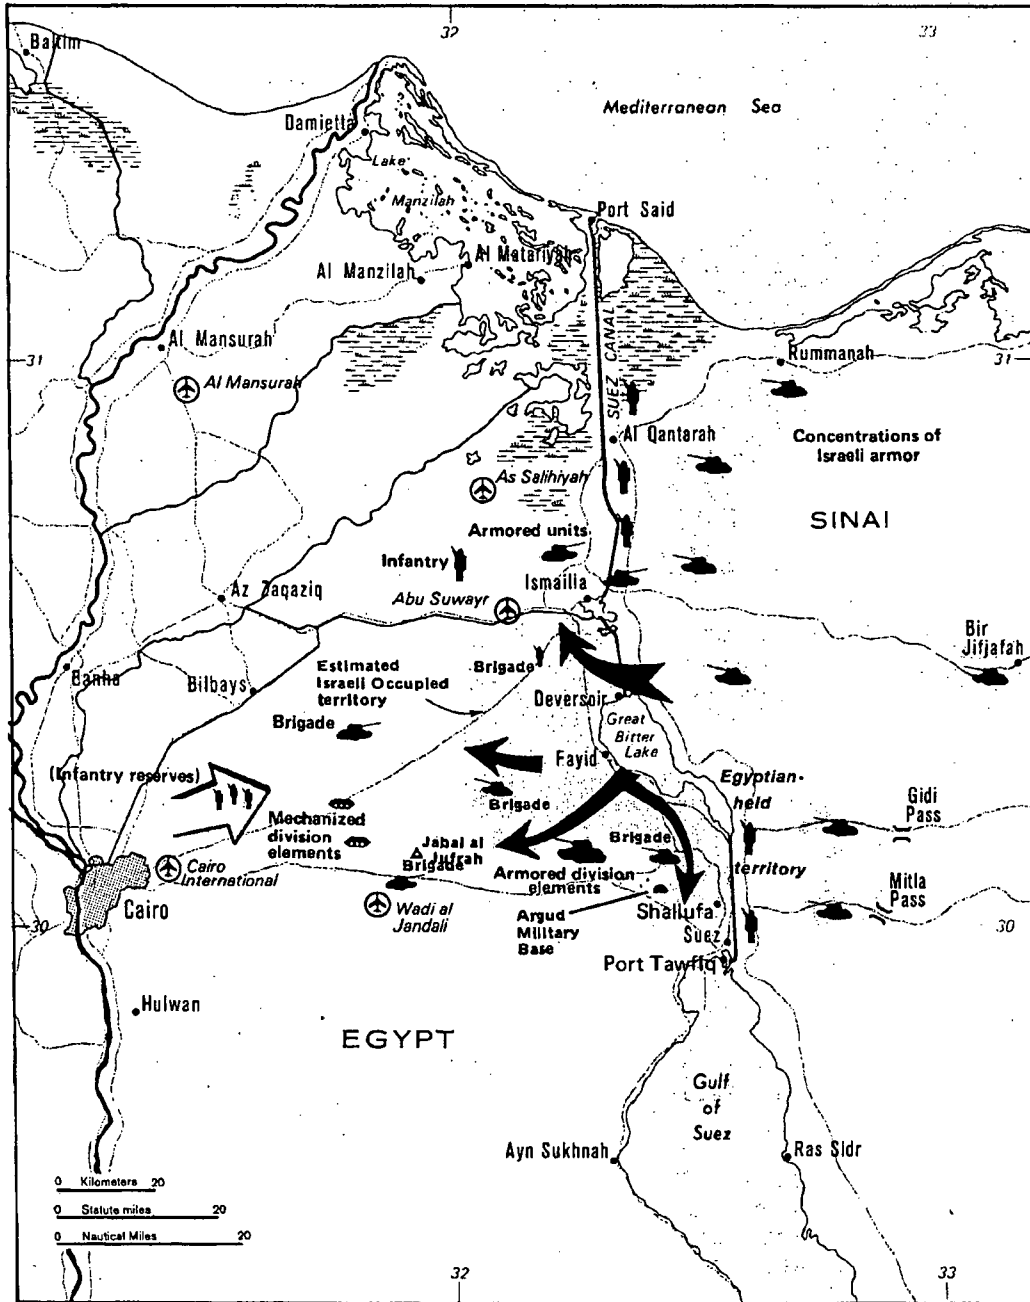 32
33
Baltim
Mediterranean Sea
Damietta
Lake
Manzilah
Port Said
Al Matariyah
Al Manzilah
SUEZ CANAL
Al Mansurah
31
Rummanah
31
Al Mansurah
Al Qantarah
Concentrations of
Israeli armor
As Salihiyah
SINAI
Armored units
Infantry
Ismailia
Az Zaqaziq
Abu Suwayr
Bir
Jifjafah
Banha
Bilbays
Estimated
Israeli Occupied
territory
Brigade
Deversoir
Brigade
Great
Bitter
Lake
Fayid
(Infantry reserves)
Egyptian-
held
territory
Gidi
Pass
Brigade
Mechanized
division
elements
Jabal al
Jufrah
Brigade
Brigade
Cairo
International
Armored division
elements
Mitla
Pass
Cairo
Wadi al
Jandali
Argud
Military
Base
Shallufa
30
30
Suez
Port Tawfiq
Hulwan
EGYPT
Gulf
of
Suez
Ayn Sukhnah
Ras Sidr
0 Kilometers 20
0 Statute miles 20
0 Nautical Miles 20
32
33